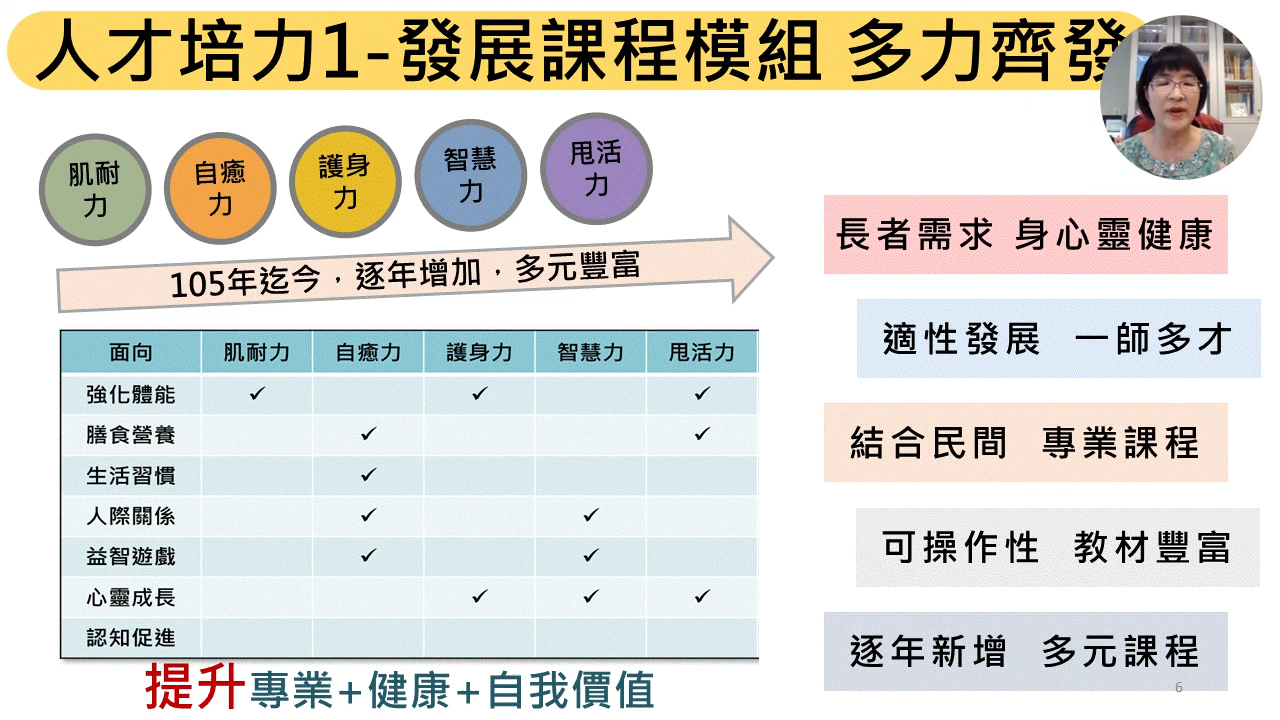 人才培力1-發展課程模組 多力齊發
肌耐
力
自癒
力
護身
力
智慧
力
甩活
力
105年迄今，逐年增加，多元豐富
面向 肌耐力 自癒力 護身力 智慧力 甩活力
強化體能 ✓ ✓ ✓
膳食營養 ✓ ✓
生活習慣 ✓
人際關係 ✓ ✓
益智遊戲 ✓ ✓
心靈成長 ✓ ✓ ✓
認知促進
提升專業+健康+自我價值
長者需求 身心靈健康
適性發展 一師多才
結合民間 專業課程
可操作性 教材豐富
逐年新增 多元課程
6